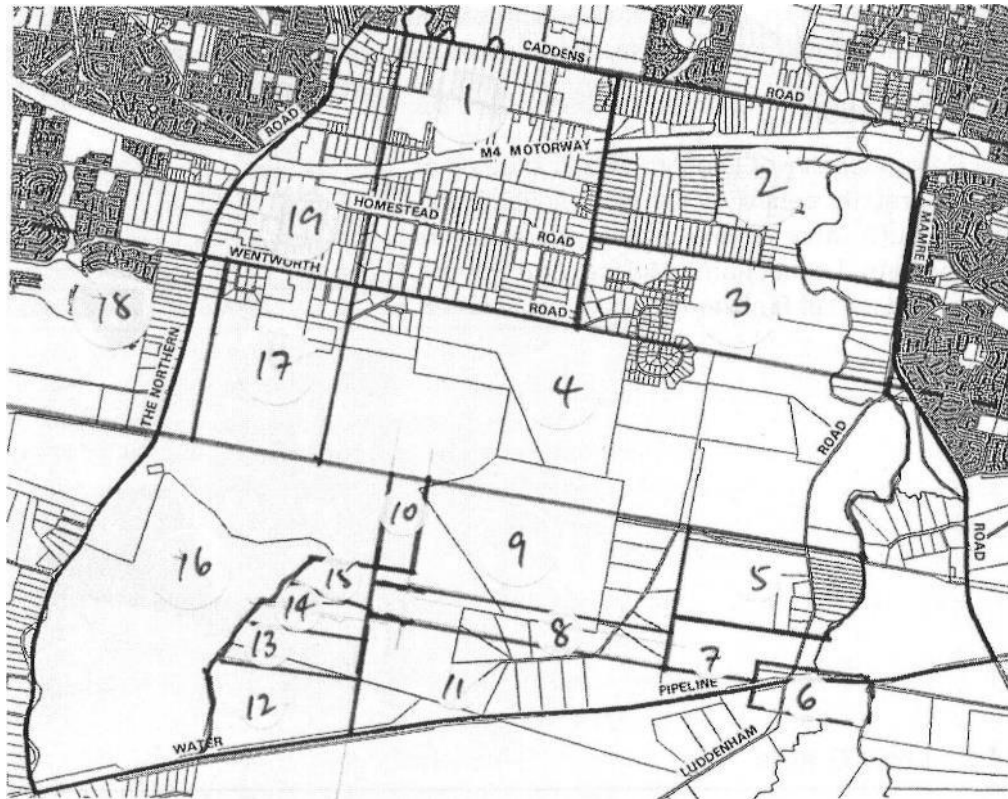 CADDENS
ROAD
ROAD
1
M4 MOTORWAY
2
MAMRE
19
HOMESTEAD
ROAD
WENTWORTH
ROAD
18
3
THE NORTHERN
17
4
ROAD
10
9
ROAD
16
15
5
14
13
8
7
12
11
PIPELINE
6
WATER
LUDDENHAM